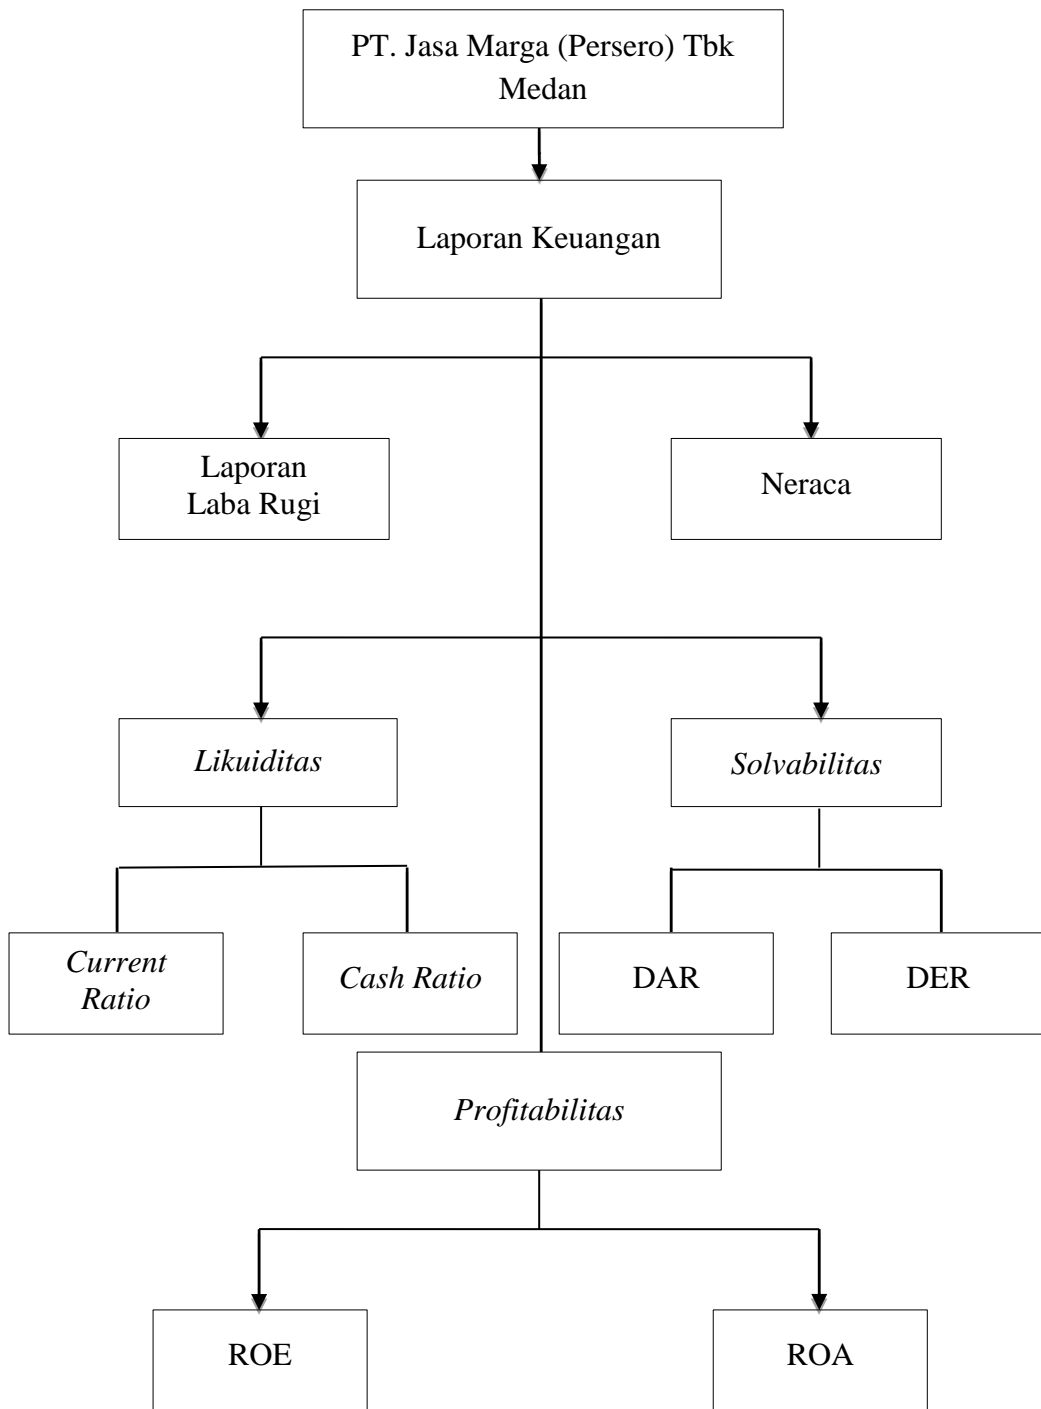 PT. Jasa Marga (Persero) Tbk
Medan
Laporan Keuangan
Laporan
Laba Rugi
Neraca
Likuiditas
Solvabilitas
Current
Ratio
Cash Ratio
DAR
DER
Profitabilitas
ROE
ROA